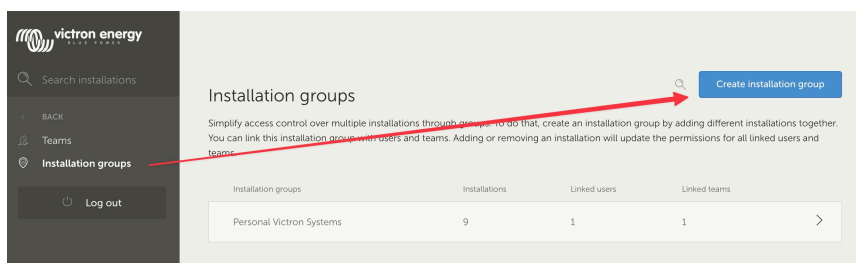 victron energy
BLUE POWER
Search installations
BACK
Teams
Installation groups
Log out
Installation groups
Create installation group
Simplify access control over multiple installations through groups. To do that, create an installation group by adding different installations together.
You can link this installation group with users and teams. Adding or removing an installation will update the permissions for all linked users and
teams.
Installation groups Installations Linked users Linked teams
Personal Victron Systems 9 1 1